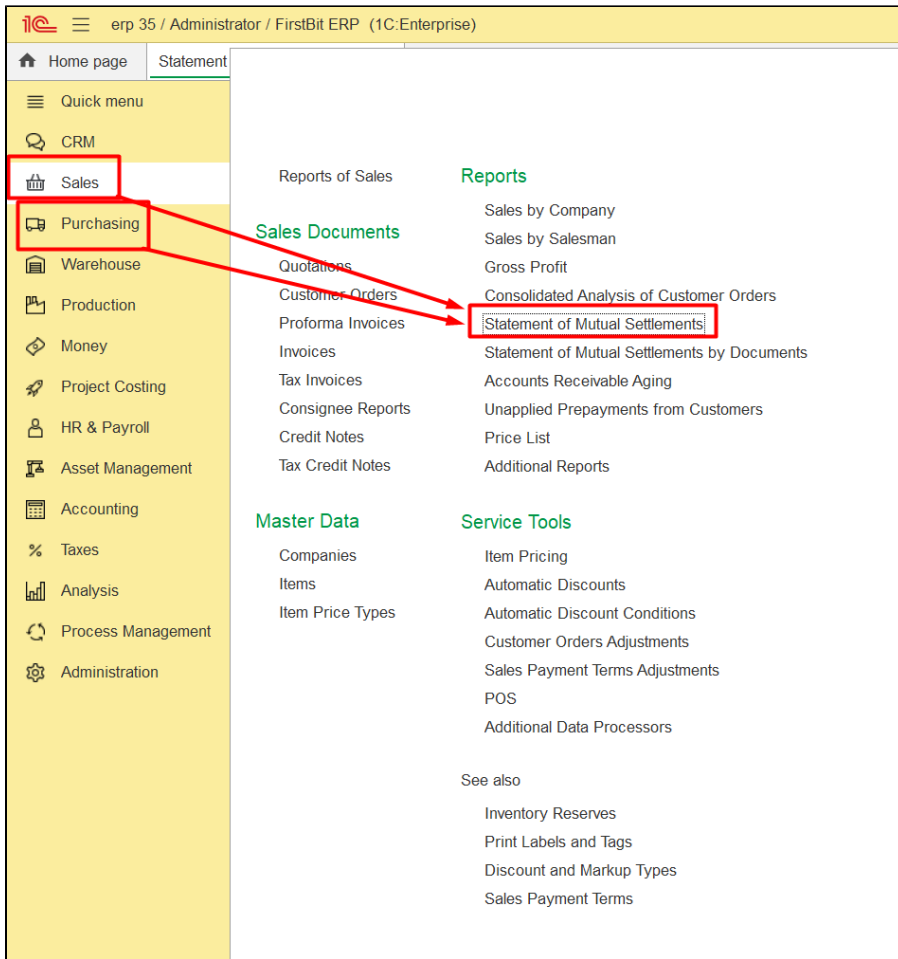 1C erp 35 / Administrator / FirstBit ERP (1C:Enterprise)
Home page
Statement
Quick menu
CRM
Sales
Purchasing
Warehouse
Production
Money
Project Costing
HR & Payroll
Asset Management
Accounting
Taxes
Analysis
Process Management
Administration
Reports of Sales
Sales Documents
Quotations
Customer Orders
Proforma Invoices
Invoices
Tax Invoices
Consignee Reports
Credit Notes
Tax Credit Notes
Master Data
Companies
Items
Item Price Types
Reports
Sales by Company
Sales by Salesman
Gross Profit
Consolidated Analysis of Customer Orders
Statement of Mutual Settlements
Statement of Mutual Settlements by Documents
Accounts Receivable Aging
Unapplied Prepayments from Customers
Price List
Additional Reports
Service Tools
Item Pricing
Automatic Discounts
Automatic Discount Conditions
Customer Orders Adjustments
Sales Payment Terms Adjustments
POS
Additional Data Processors
See also
Inventory Reserves
Print Labels and Tags
Discount and Markup Types
Sales Payment Terms